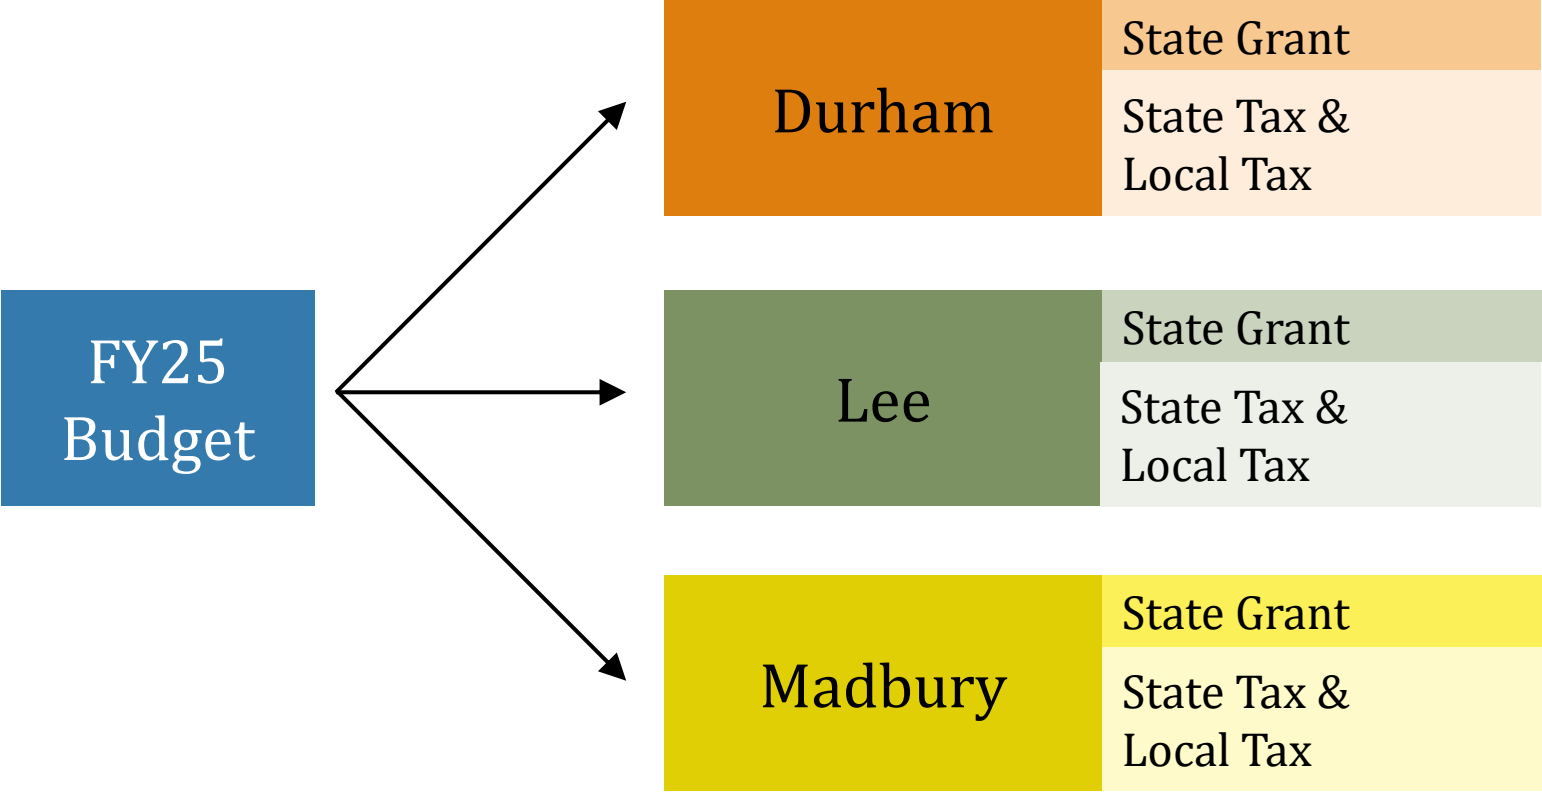 FY25
Budget
Durham
State Grant
State Tax &
Local Tax
Lee
State Grant
State Tax &
Local Tax
Madbury
State Grant
State Tax &
Local Tax